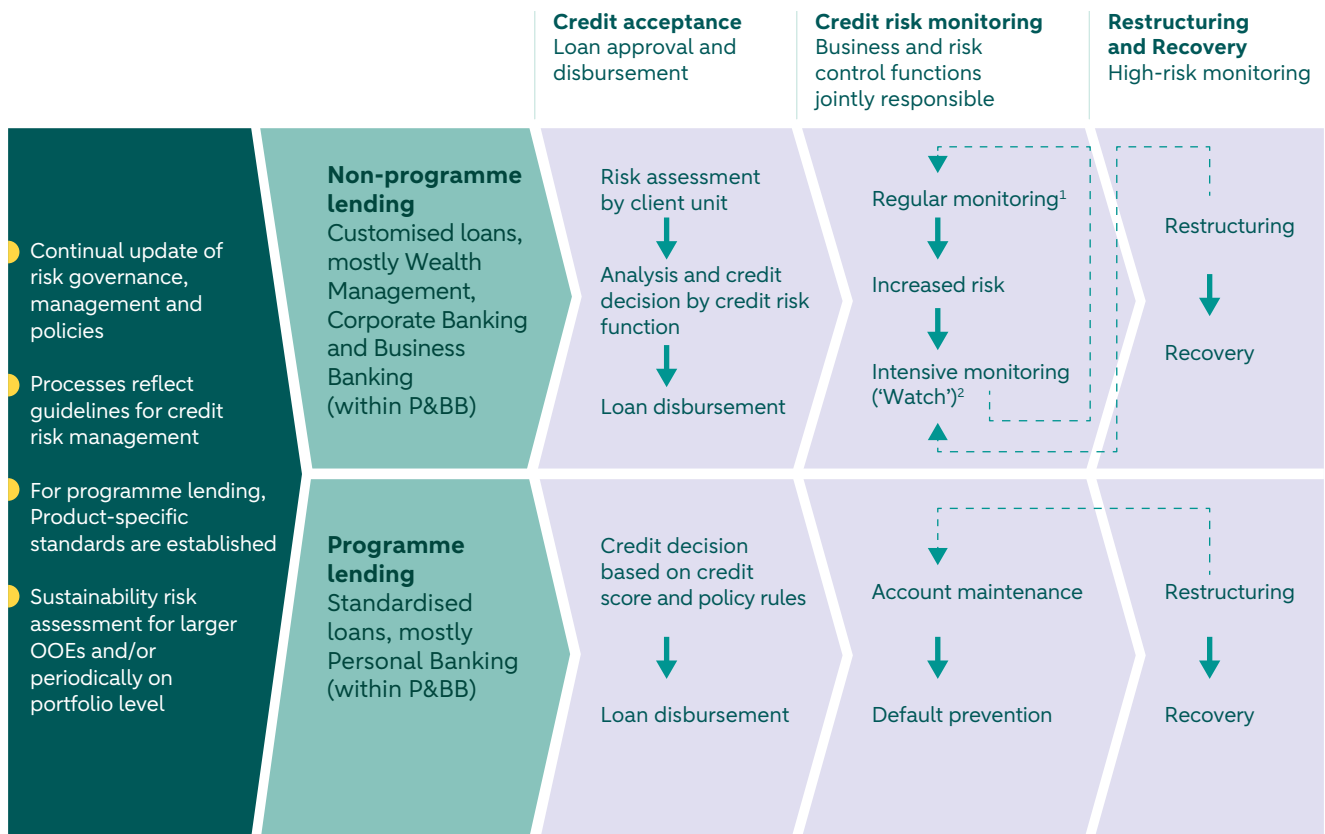 Credit acceptance
Loan approval and
disbursement
Credit risk monitoring
Business and risk
control functions
jointly responsible
Restructuring
and Recovery
High-risk monitoring
Continual update of
risk governance,
management and
policies
Processes reflect
guidelines for credit
risk management
For programme lending,
Product-specific
standards are established
Sustainability risk
assessment for larger
OOEs and/or
periodically on
portfolio level
Non-programme
lending
Customised loans,
mostly Wealth
Management,
Corporate Banking
and Business
Banking
(within P&BB)
Risk assessment
by client unit
Analysis and credit
decision by credit risk
function
Loan disbursement
Regular monitoring¹
Increased risk
Intensive monitoring
(‘Watch’)²
Restructuring
Recovery
Programme
lending
Standardised
loans, mostly
Personal Banking
(within P&BB)
Credit decision
based on credit
score and policy rules
Loan disbursement
Account maintenance
Default prevention
Restructuring
Recovery